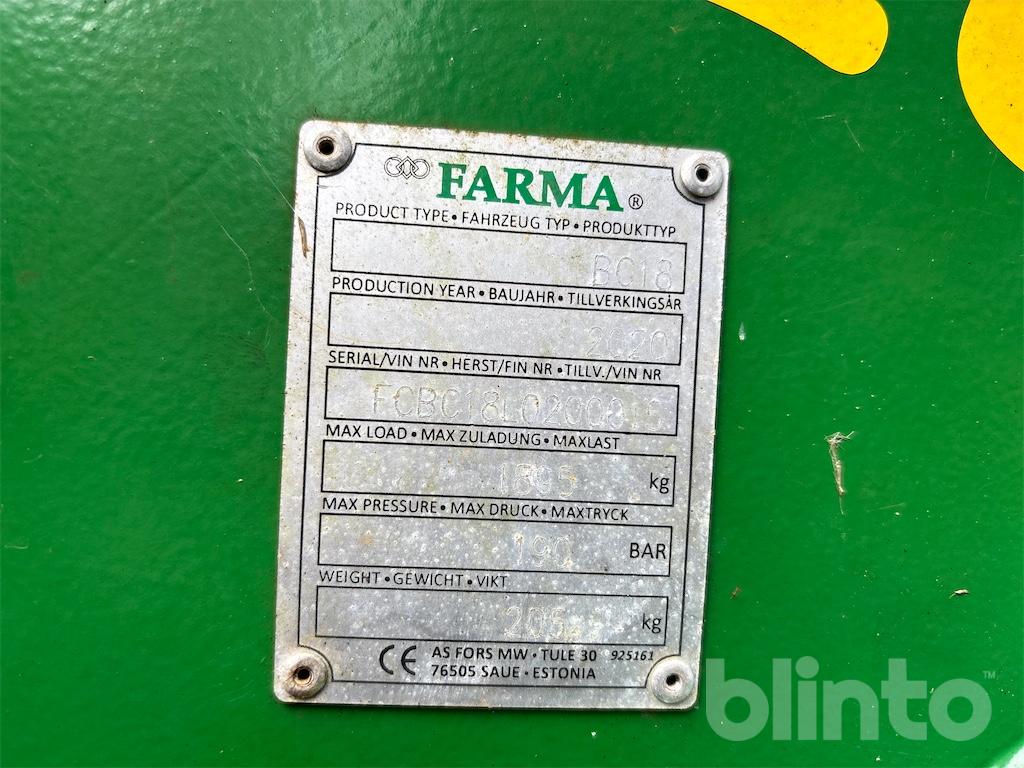 FARMA®
PRODUCT TYPE • FAHRZEUG TYP • PRODUKTTYP
BC18
PRODUCTION YEAR • BAUJAHR • TILLVERKINGSÅR
2020
SERIAL/VIN NR • HERST/FIN NR • TILLV./VIN NR
MAX LOAD • MAX ZULADUNG • MAXLAST
kg
MAX PRESSURE • MAX DRUCK • MAXTRYCK
190 BAR
WEIGHT • GEWICHT • VIKT
205 kg
CE AS FORS MW • TULE 30 925161
76505 SAUE • ESTONIA
blinto™